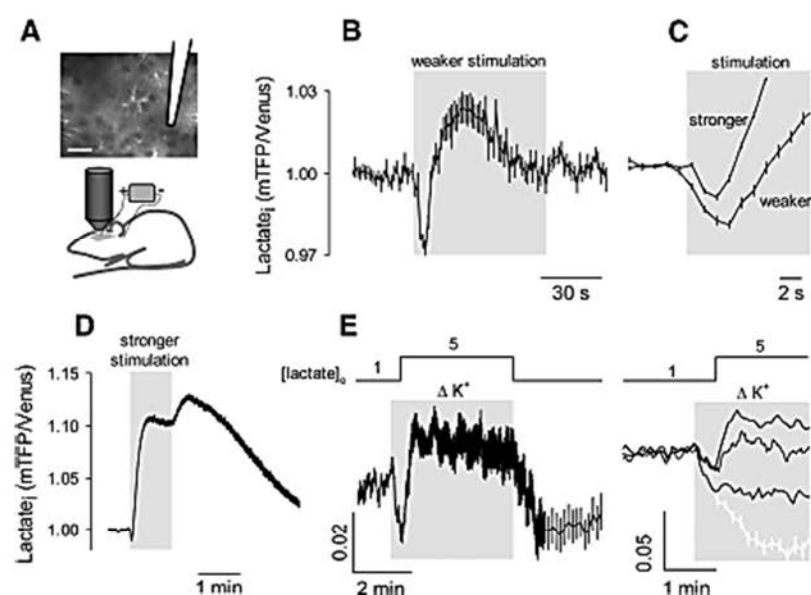 A
B
weaker stimulation
Lactateᵢ (mTFP/Venus)
1.03
1.00
0.97
30 s
C
stimulation
stronger
weaker
2 s
D
stronger
stimulation
Lactateᵢ (mTFP/Venus)
1.15
1.10
1.05
1.00
1 min
E
[lactate]ₒ
1
5
Δ K⁺
0.02
2 min
1
5
Δ K⁺
0.05
1 min